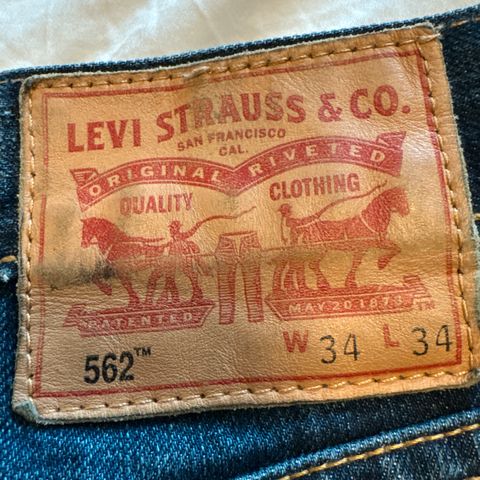 LEVI STRAUSS & CO.
SAN FRANCISCO
CAL.
ORIGINAL RIVETED
QUALITY CLOTHING
PATENTED MAY 20 1873 ™
562™ W 34 L 34